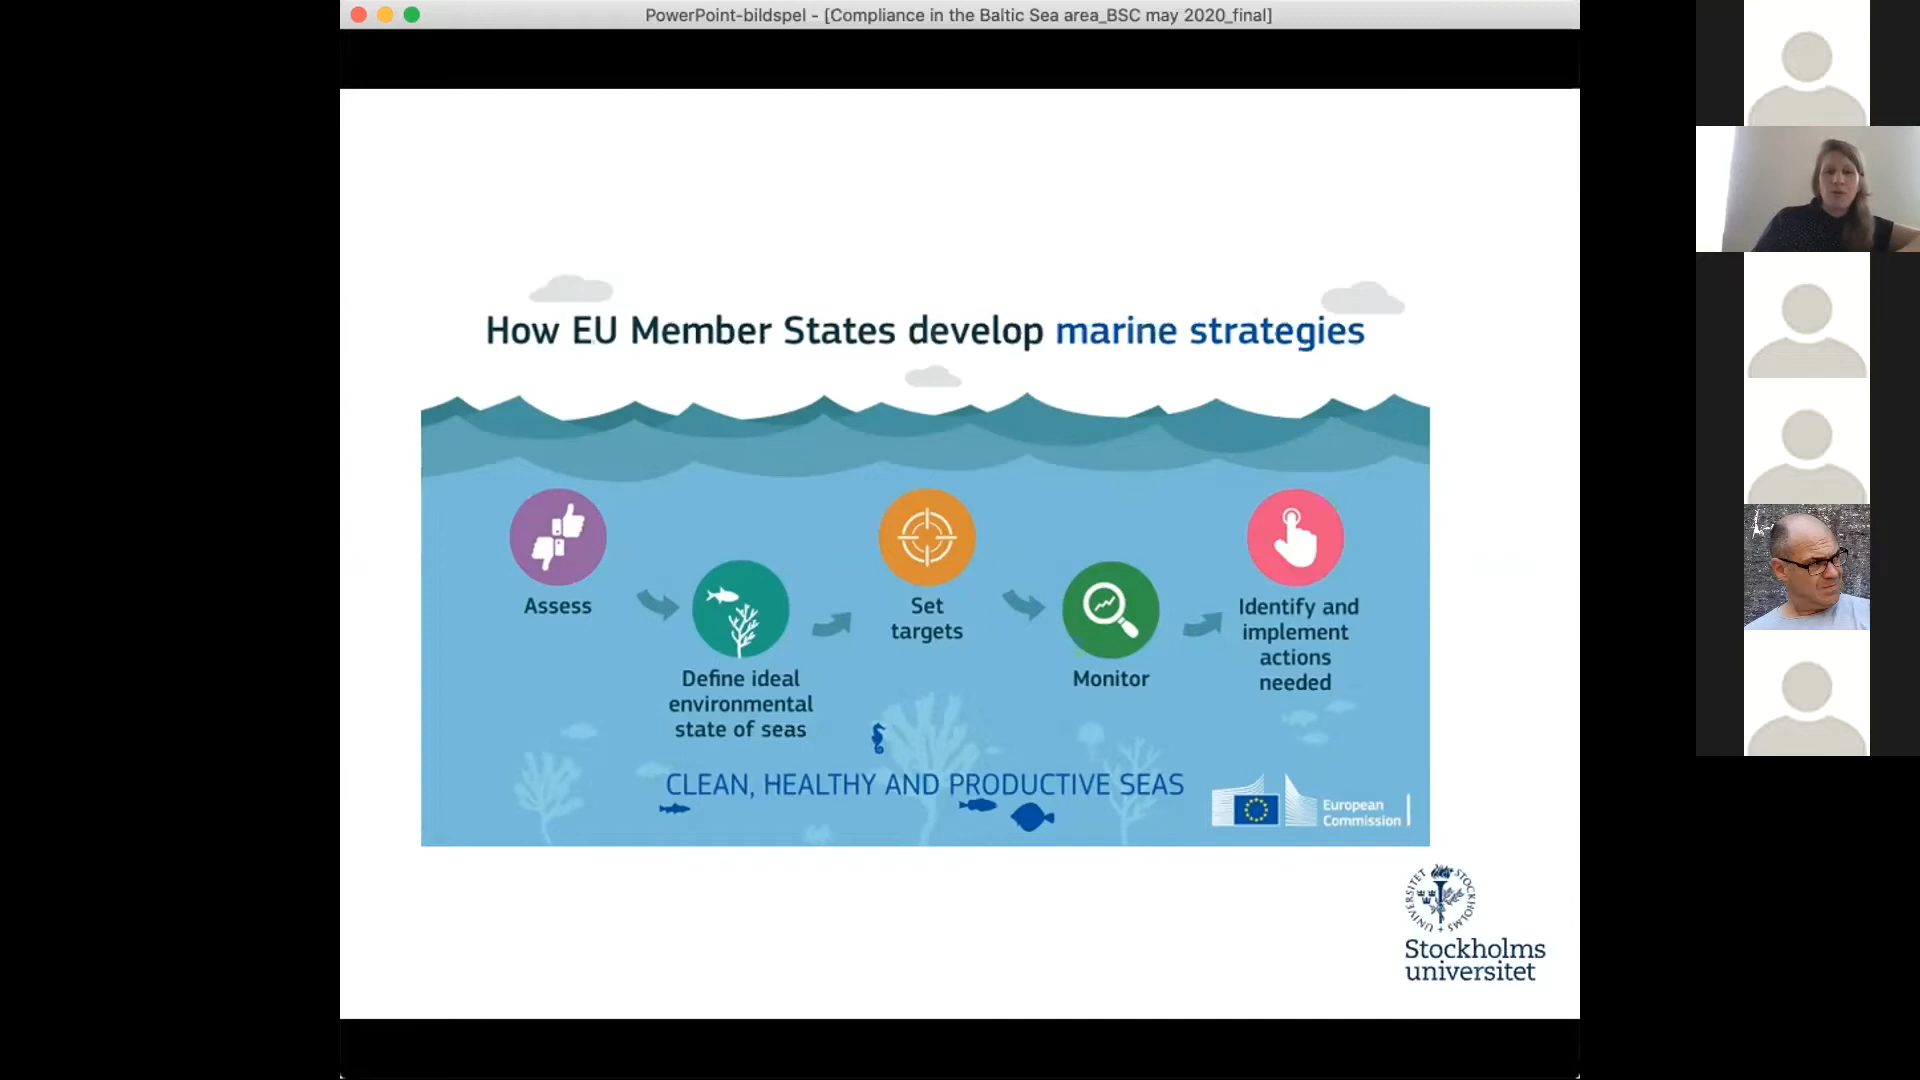 PowerPoint-bildspel - [Compliance in the Baltic Sea area_BSC may 2020_final]
How EU Member States develop marine strategies
Assess
Define ideal
environmental
state of seas
Set
targets
Monitor
Identify and
implement
actions
needed
CLEAN, HEALTHY AND PRODUCTIVE SEAS
European
Commission
STOCKHOLMS UNIVERSITET
Stockholms
universitet